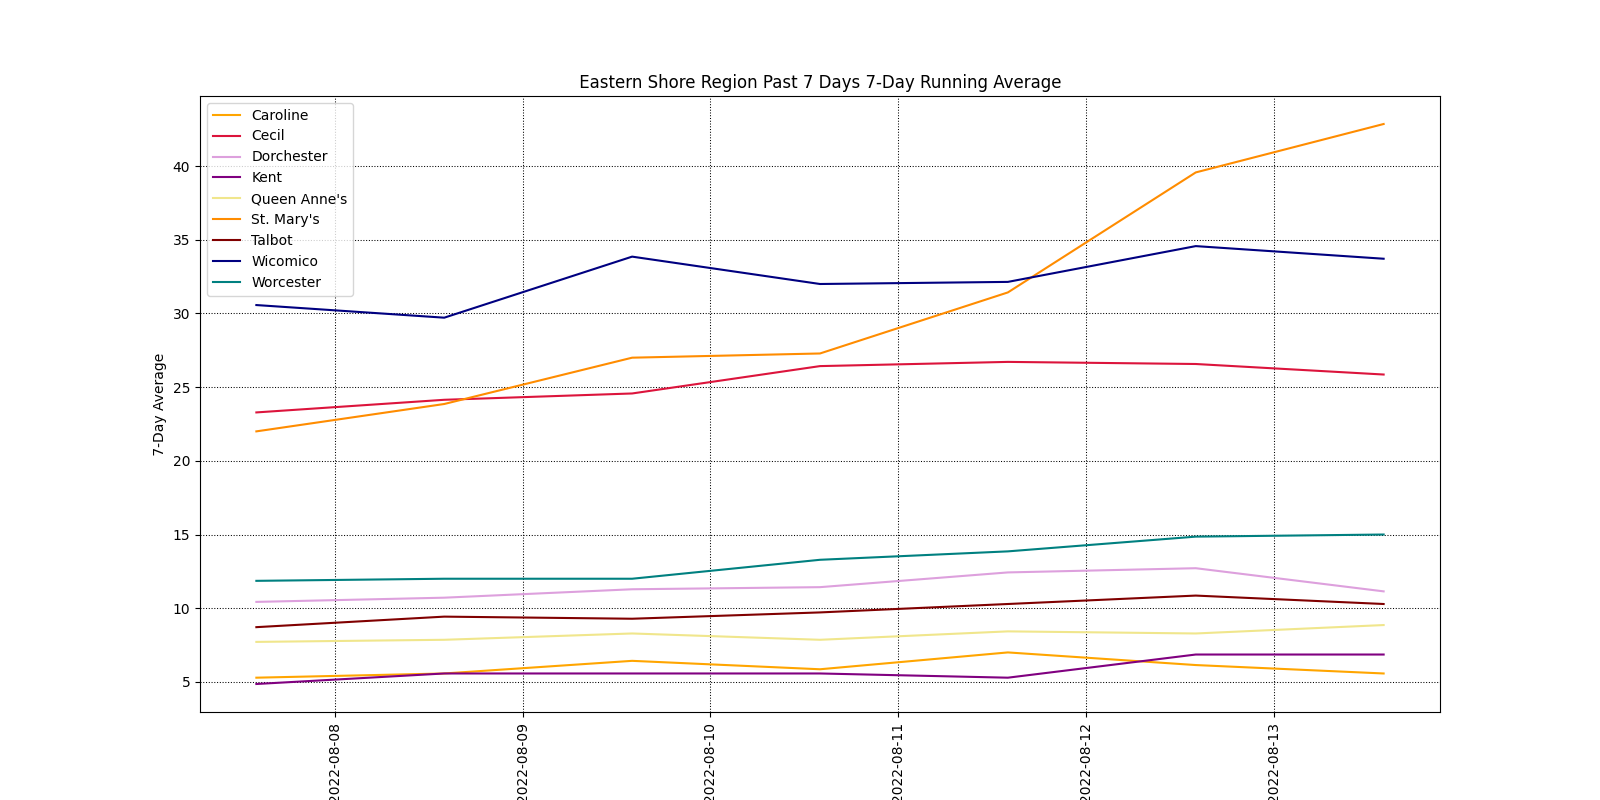 Eastern Shore Region Past 7 Days 7-Day Running Average
Caroline
Cecil
Dorchester
Kent
Queen Anne's
St. Mary's
Talbot
Wicomico
Worcester
7-Day Average
40
35
30
25
20
15
10
5
2022-08-08
2022-08-09
2022-08-10
2022-08-11
2022-08-12
2022-08-13